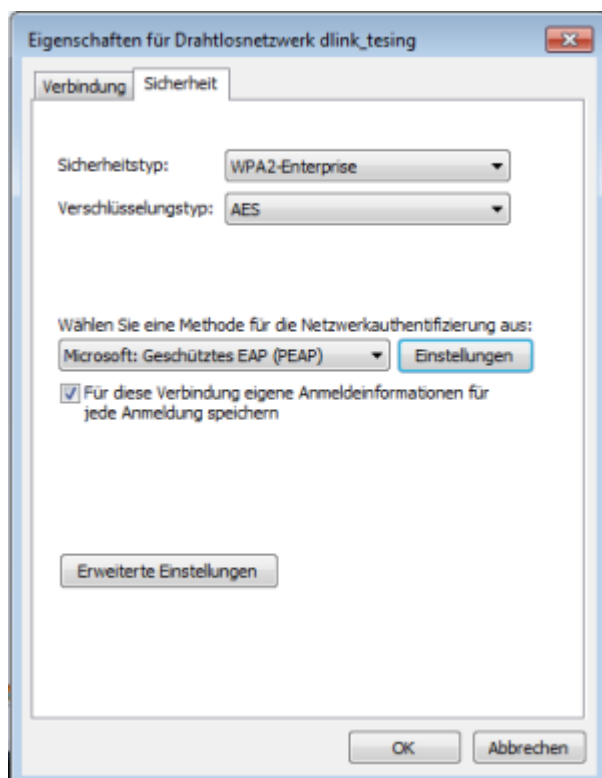 Eigenschaften für Drahtlosnetzwerk dlink_tesing
Verbindung
Sicherheit
Sicherheitstyp:
WPA2-Enterprise
Verschlüsselungstyp:
AES
Wählen Sie eine Methode für die Netzwerkauthentifizierung aus:
Microsoft: Geschütztes EAP (PEAP)
Einstellungen
Für diese Verbindung eigene Anmeldeinformationen für
jede Anmeldung speichern
Erweiterte Einstellungen
OK
Abbrechen